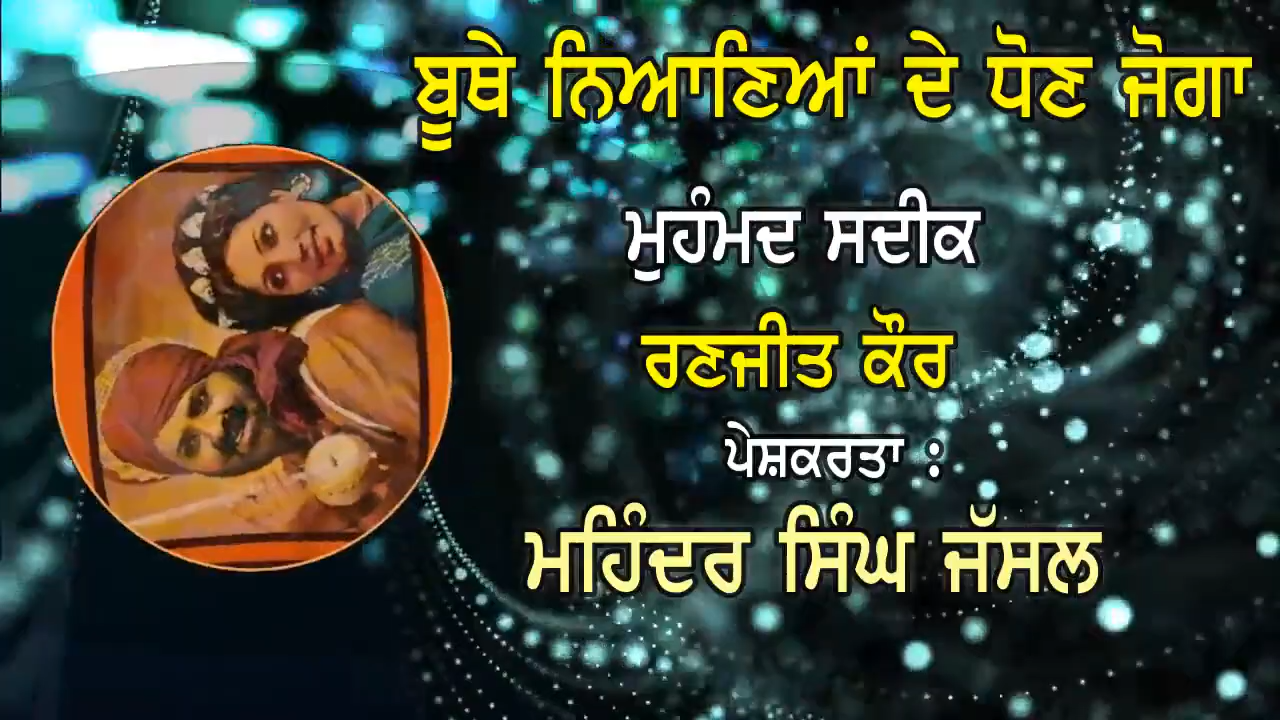 ਬੂਥੇ ਨਿਆਣਿਆਂ ਦੇ ਧੋਣ ਜੋਗਾ
ਮੁਹੰਮਦ ਸਦੀਕ
ਰਣਜੀਤ ਕੌਰ
ਪੇਸ਼ਕਰਤਾ :
ਮਹਿੰਦਰ ਸਿੰਘ ਜੱਸਲ